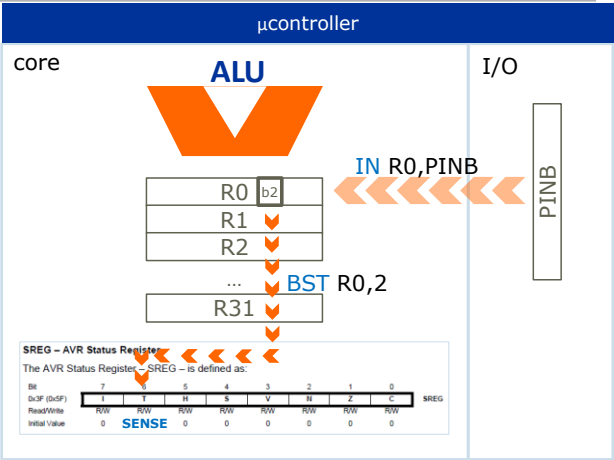 µcontroller
core
I/O
ALU
IN R0,PINB
PINB
R0 b2
R1
R2
...
BST R0,2
R31
SREG – AVR Status Register
The AVR Status Register – SREG – is defined as:
Bit 7 6 5 4 3 2 1 0
0x3F (0x5F) I T H S V N Z C SREG
Read/Write R/W R/W R/W R/W R/W R/W R/W R/W
Initial Value 0 SENSE 0 0 0 0 0 0